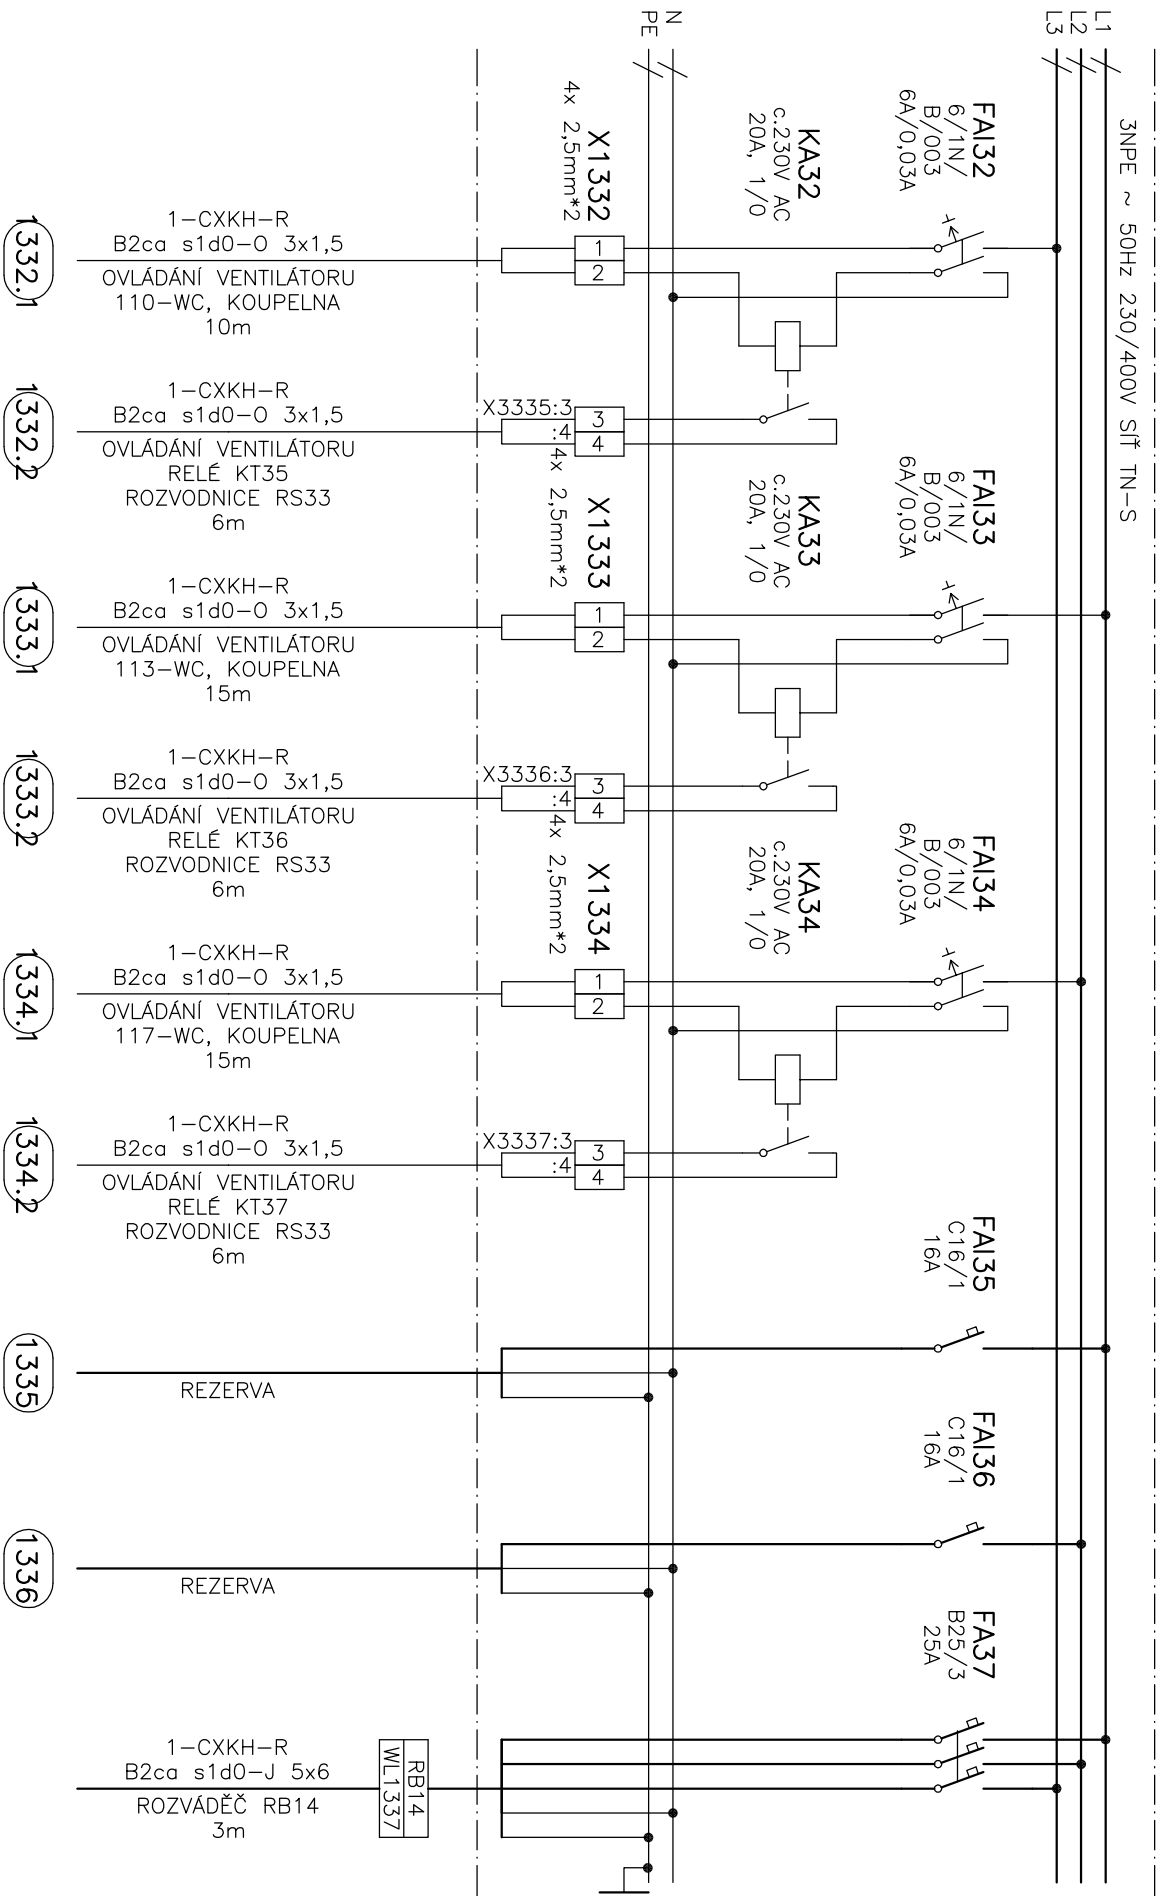 L1
L2
L3
N
PE
3NPE ~ 50Hz 230/400V SÍŤ TN-S
FAI32
6/1N/
B/003
6A/0,03A
KA32
c.230V AC
20A, 1/0
X1332
4x 2,5mm*2
1
2
3
4
X3335:3
:4
FAI33
6/1N/
B/003
6A/0,03A
KA33
c.230V AC
20A, 1/0
X1333
4x 2,5mm*2
1
2
3
4
X3336:3
:4
FAI34
6/1N/
B/003
6A/0,03A
KA34
c.230V AC
20A, 1/0
X1334
4x 2,5mm*2
1
2
3
4
X3337:3
:4
FAI35
C16/1
16A
FAI36
C16/1
16A
FA37
B25/3
25A
1-CXKH-R
B2ca s1d0-O 3x1,5
OVLÁDÁNÍ VENTILÁTORU
110-WC, KOUPELNA
10m
1332.1
1-CXKH-R
B2ca s1d0-O 3x1,5
OVLÁDÁNÍ VENTILÁTORU
RELÉ KT35
ROZVODNICE RS33
6m
1332.2
1-CXKH-R
B2ca s1d0-O 3x1,5
OVLÁDÁNÍ VENTILÁTORU
113-WC, KOUPELNA
15m
1333.1
1-CXKH-R
B2ca s1d0-O 3x1,5
OVLÁDÁNÍ VENTILÁTORU
RELÉ KT36
ROZVODNICE RS33
6m
1333.2
1-CXKH-R
B2ca s1d0-O 3x1,5
OVLÁDÁNÍ VENTILÁTORU
117-WC, KOUPELNA
15m
1334.1
1-CXKH-R
B2ca s1d0-O 3x1,5
OVLÁDÁNÍ VENTILÁTORU
RELÉ KT37
ROZVODNICE RS33
6m
1334.2
REZERVA
1335
REZERVA
1336
RB14
WL1337
1-CXKH-R
B2ca s1d0-J 5x6
ROZVÁDĚČ RB14
3m